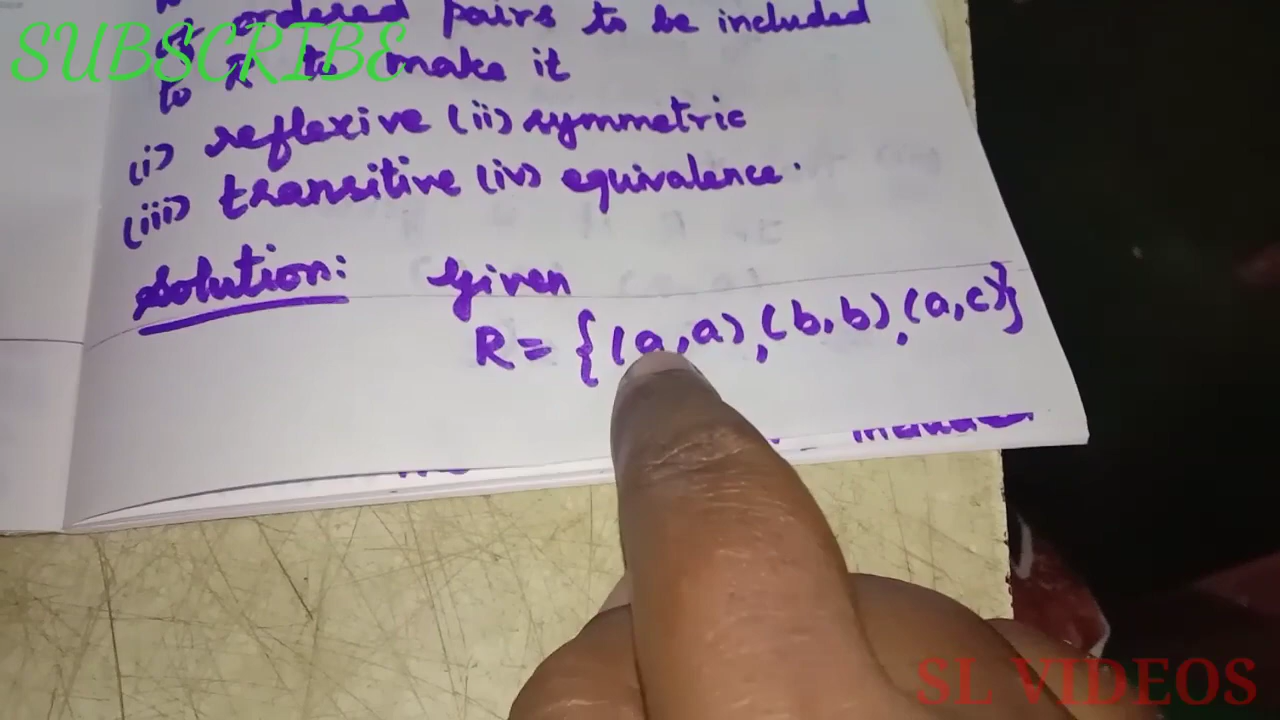 of ordered pairs to be included
SUBSCRIBE
to R to make it
(i) reflexive (ii) symmetric
(iii) transitive (iv) equivalence.
Solution: Given
R = {(a,a),(b,b),(a,c)}
SL VIDEOS